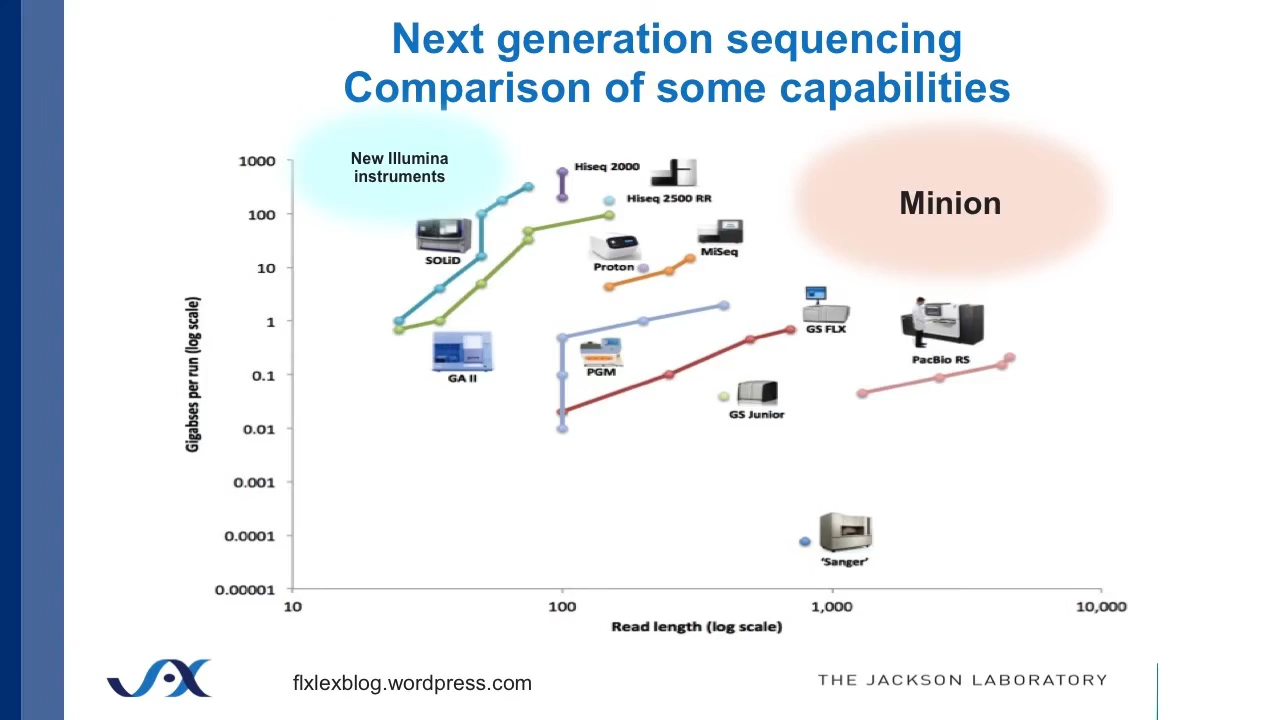 Next generation sequencing
Comparison of some capabilities
New Illumina
instruments
Minion
Hiseq 2000
Hiseq 2500 RR
SOLiD
Proton
MiSeq
GS FLX
PacBio RS
GA II
PGM
GS Junior
'Sanger'
Gigabses per run (log scale)
1000
100
10
1
0.1
0.01
0.001
0.0001
0.00001
10
100
1,000
10,000
Read length (log scale)
flxlexblog.wordpress.com
THE JACKSON LABORATORY